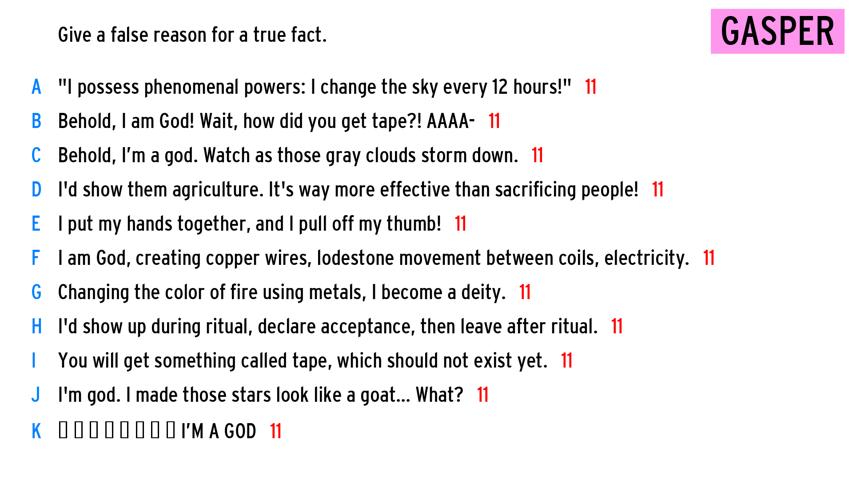 Give a false reason for a true fact.
GASPER
A "I possess phenomenal powers: I change the sky every 12 hours!" 11
B Behold, I am God! Wait, how did you get tape?! AAAA- 11
C Behold, I'm a god. Watch as those gray clouds storm down. 11
D I'd show them agriculture. It's way more effective than sacrificing people! 11
E I put my hands together, and I pull off my thumb! 11
F I am God, creating copper wires, lodestone movement between coils, electricity. 11
G Changing the color of fire using metals, I become a deity. 11
H I'd show up during ritual, declare acceptance, then leave after ritual. 11
I You will get something called tape, which should not exist yet. 11
J I'm god. I made those stars look like a goat... What? 11
K ▯ ▯ ▯ ▯ ▯ ▯ ▯ ▯ I'M A GOD 11